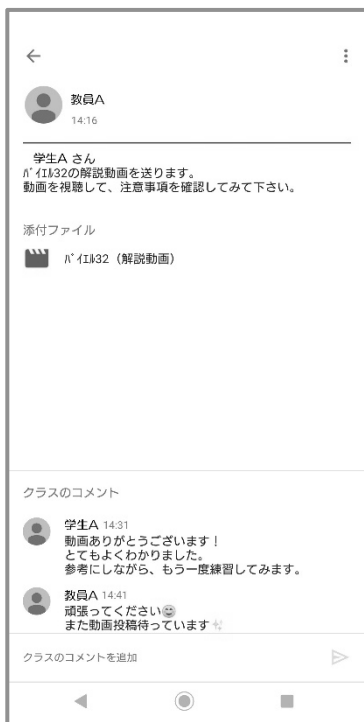 教員A
14:16
学生A さん
ﾊﾞｲｴﾙ32の解説動画を送ります。
動画を視聴して、注意事項を確認してみて下さい。
添付ファイル
ﾊﾞｲｴﾙ32（解説動画）
クラスのコメント
学生A 14:31
動画ありがとうございます！
とてもよくわかりました。
参考にしながら、もう一度練習してみます。
教員A 14:41
頑張ってください😊
また動画投稿待っています✨
クラスのコメントを追加